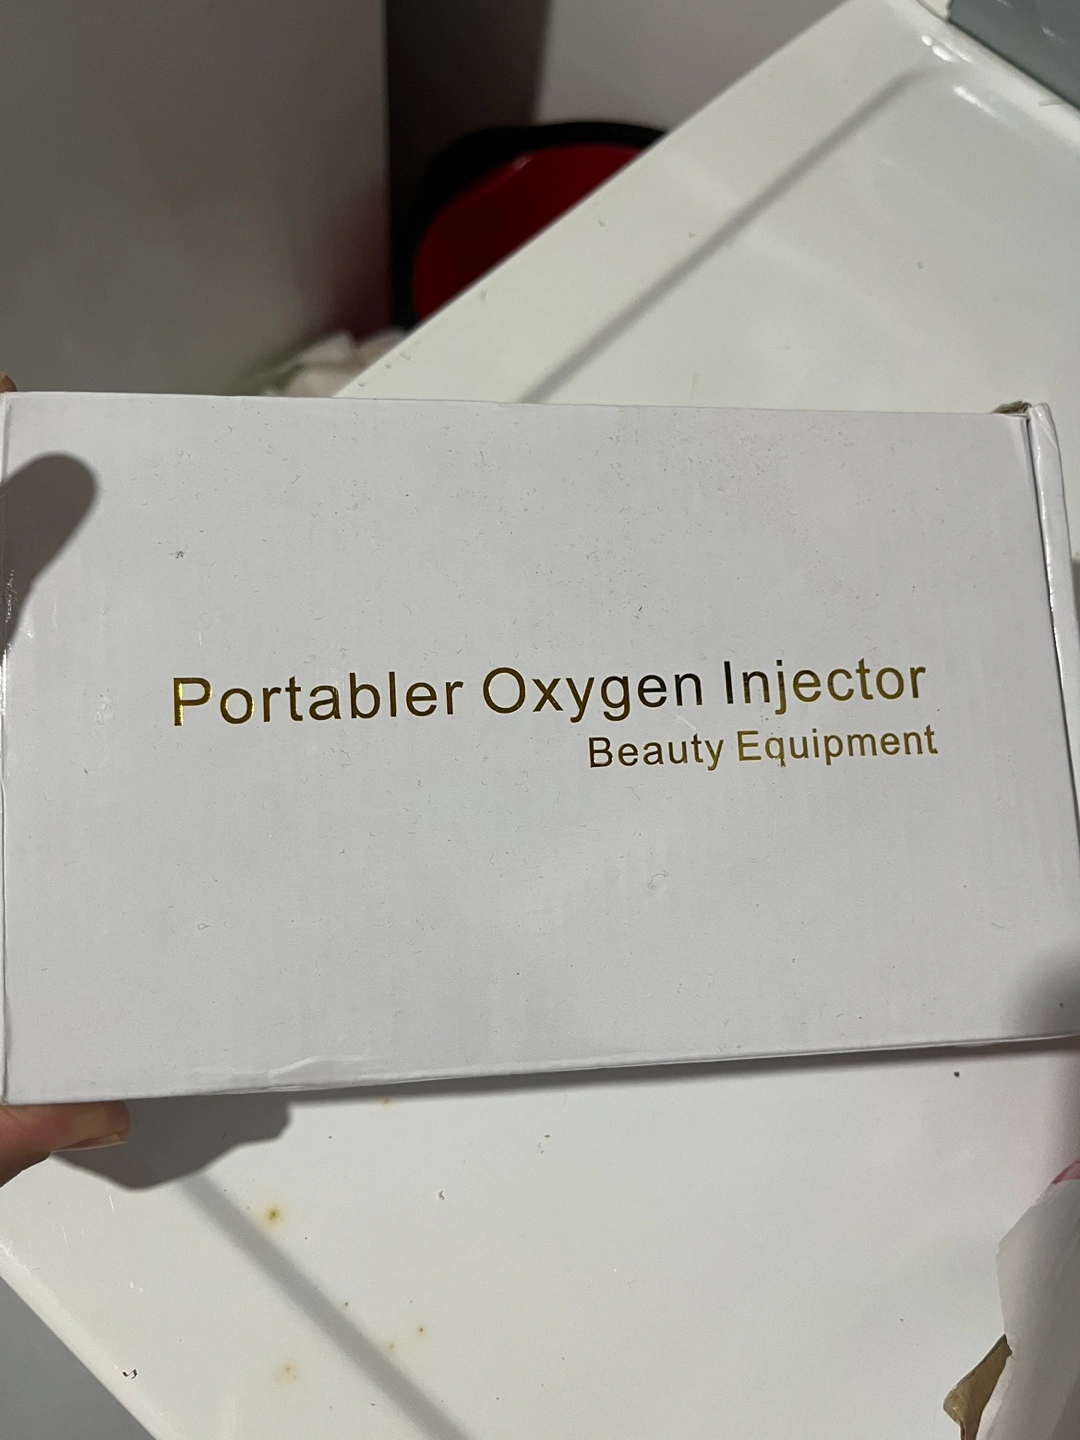 Portabler Oxygen Injector
Beauty Equipment